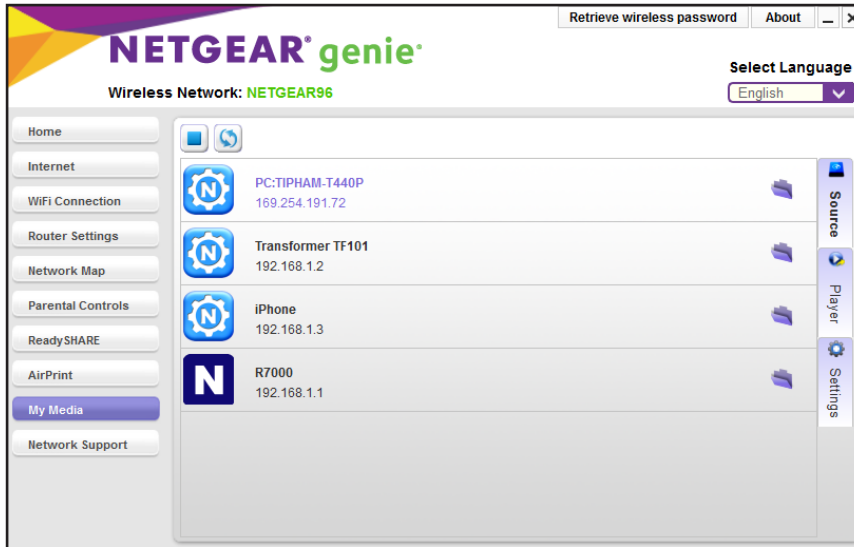 Retrieve wireless password
About
NETGEAR® genie®
Select Language
Wireless Network: NETGEAR96
English
Home
Internet
WiFi Connection
Router Settings
Network Map
Parental Controls
ReadySHARE
AirPrint
My Media
Network Support
N
PC:TIPHAM-T440P
169.254.191.72
N
Transformer TF101
192.168.1.2
N
iPhone
192.168.1.3
N
R7000
192.168.1.1
Source
Player
Settings